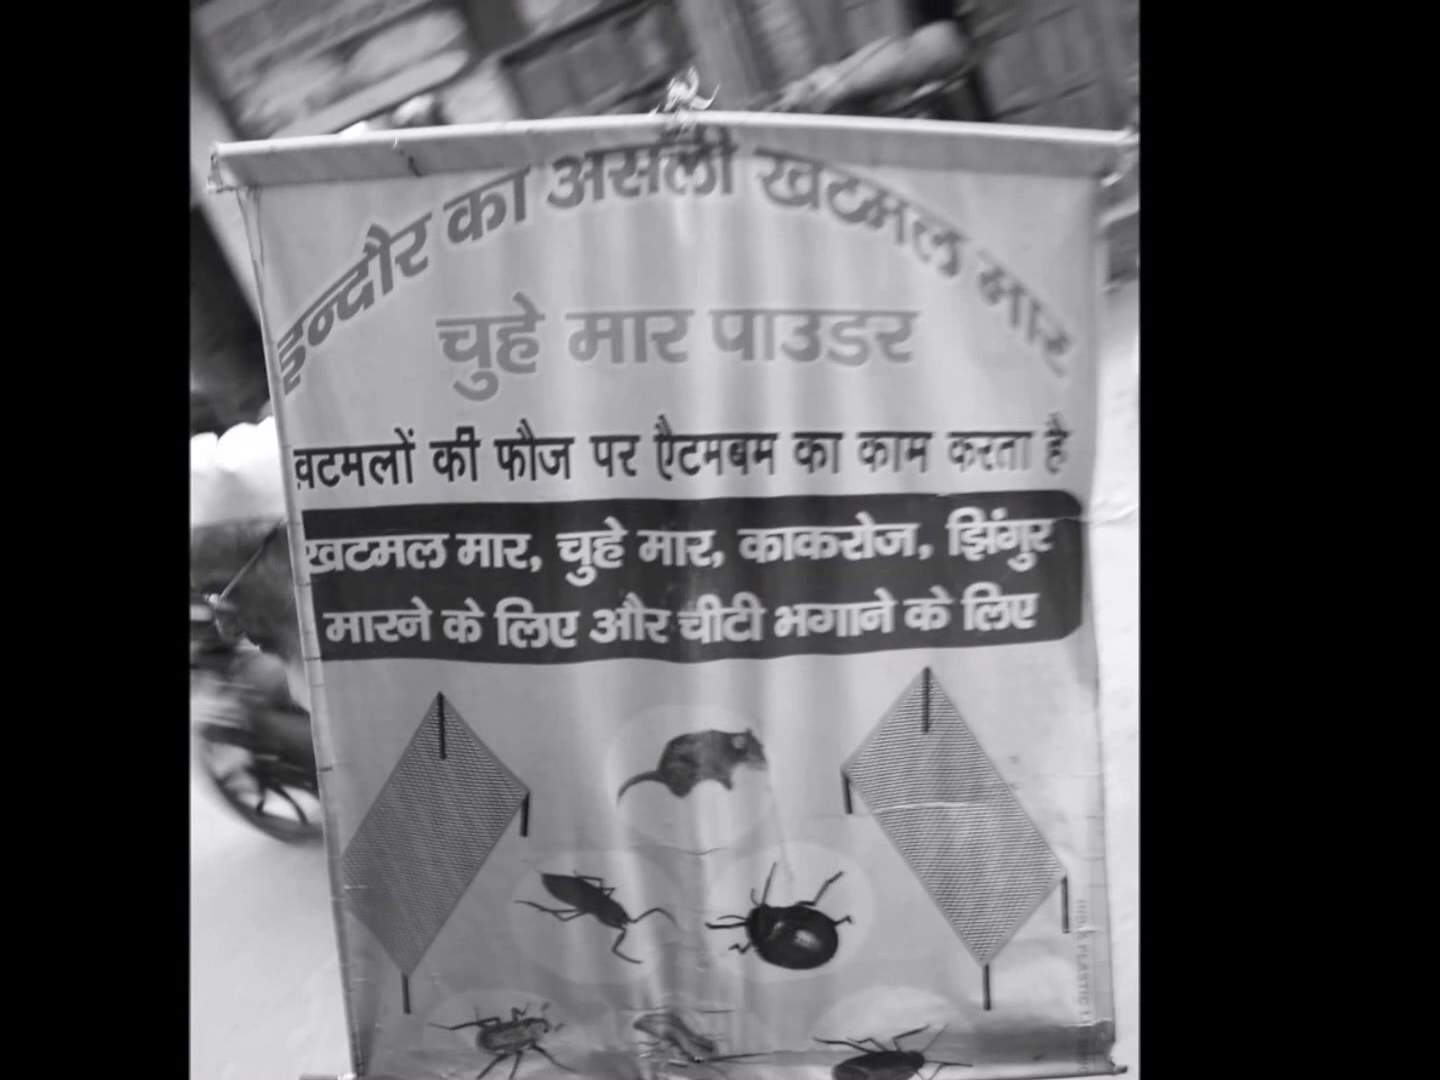 इन्दौर का असली खटमल मार
चुहे मार पाउडर
खटमलों की फौज पर ऐटमबम का काम करता है
खटमल मार, चुहे मार, काकरोज, झिंगुर
मारने के लिए और चीटी भगाने के लिए